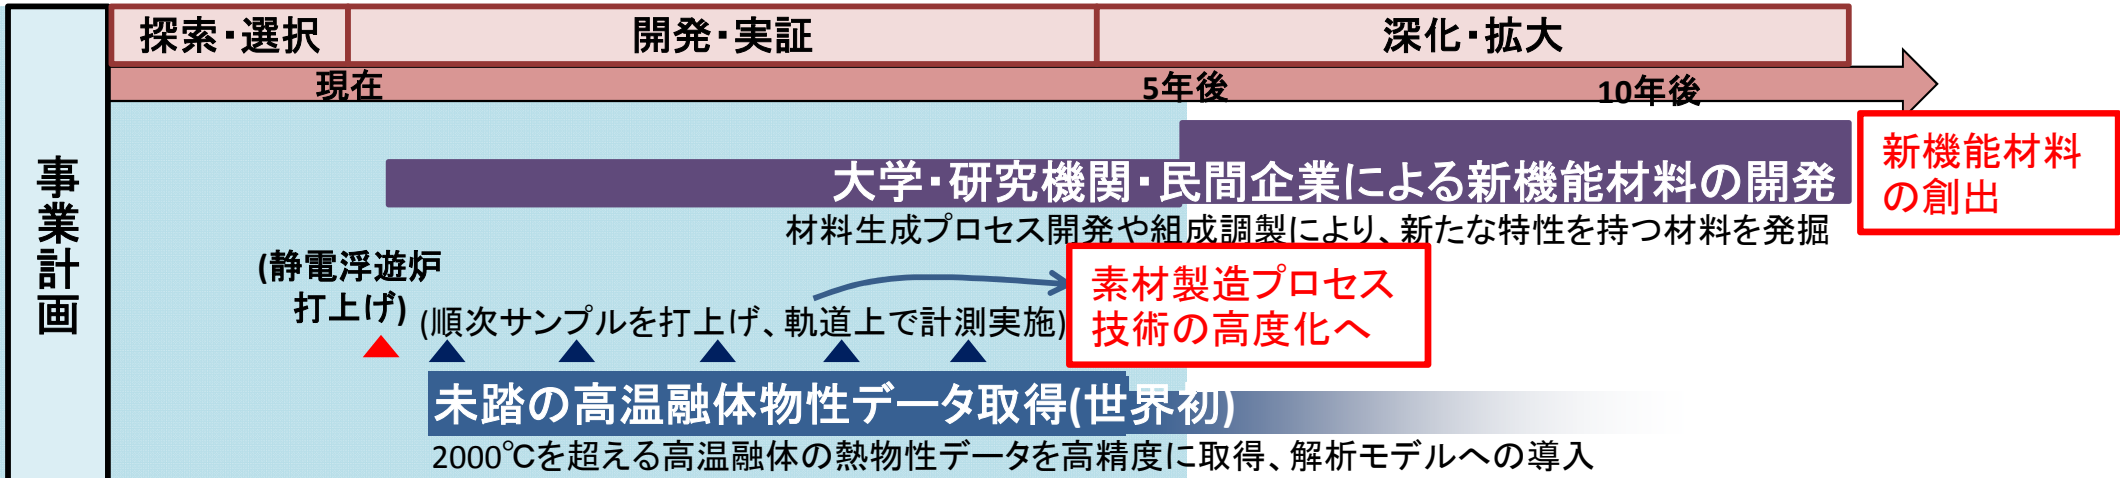 探索・選択
開発・実証
深化・拡大
現在
5年後
10年後
事業計画
大学・研究機関・民間企業による新機能材料の開発
新機能材料
の創出
材料生成プロセス開発や組成調製により、新たな特性を持つ材料を発掘
(静電浮遊炉
打上げ)
(順次サンプルを打上げ、軌道上で計測実施)
素材製造プロセス
技術の高度化へ
未踏の高温融体物性データ取得(世界初)
2000℃を超える高温融体の熱物性データを高精度に取得、解析モデルへの導入